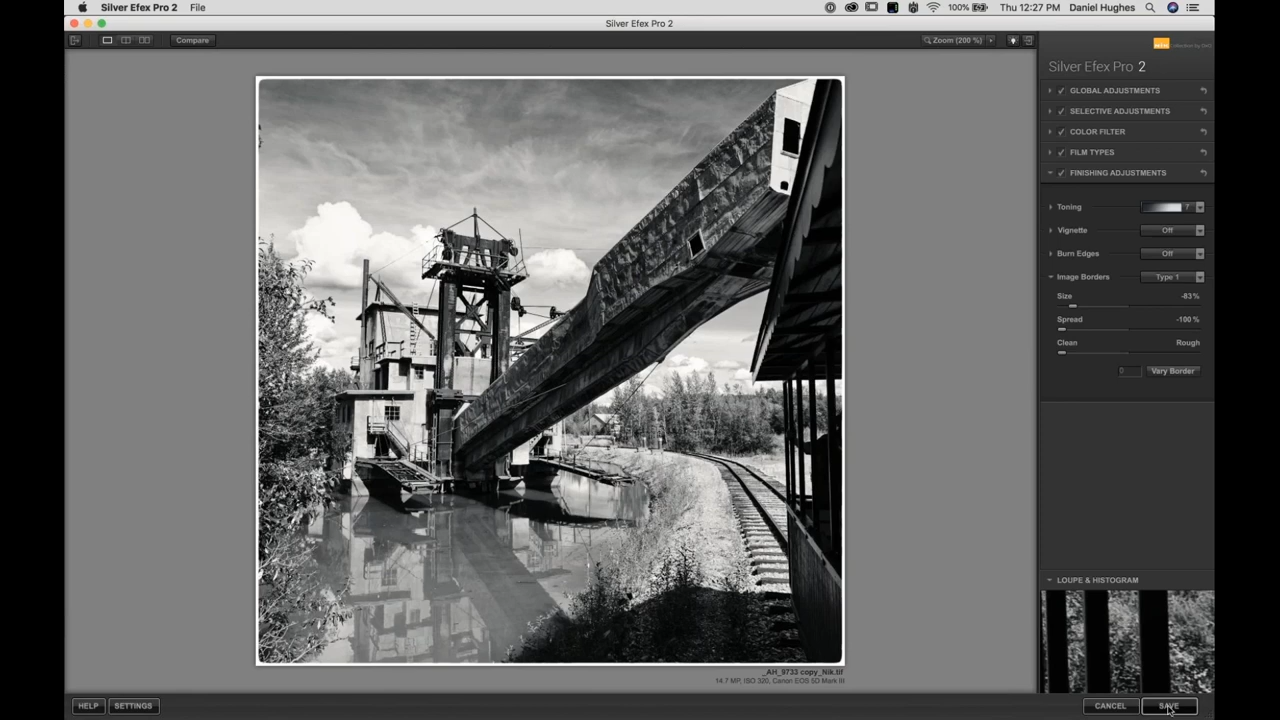 Silver Efex Pro 2 File 100% Thu 12:27 PM Daniel Hughes
Silver Efex Pro 2
Compare Zoom (200 %)
Silver Efex Pro 2
GLOBAL ADJUSTMENTS
SELECTIVE ADJUSTMENTS
COLOR FILTER
FILM TYPES
FINISHING ADJUSTMENTS
Toning 7
Vignette Off
Burn Edges Off
Image Borders Type 1
Size -83%
Spread -100 %
Clean Rough
0 Vary Border
LOUPE & HISTOGRAM
_AH_9733 copy_Nik.tif
14.7 MP, ISO 320, Canon EOS 5D Mark III
HELP SETTINGS CANCEL SAVE